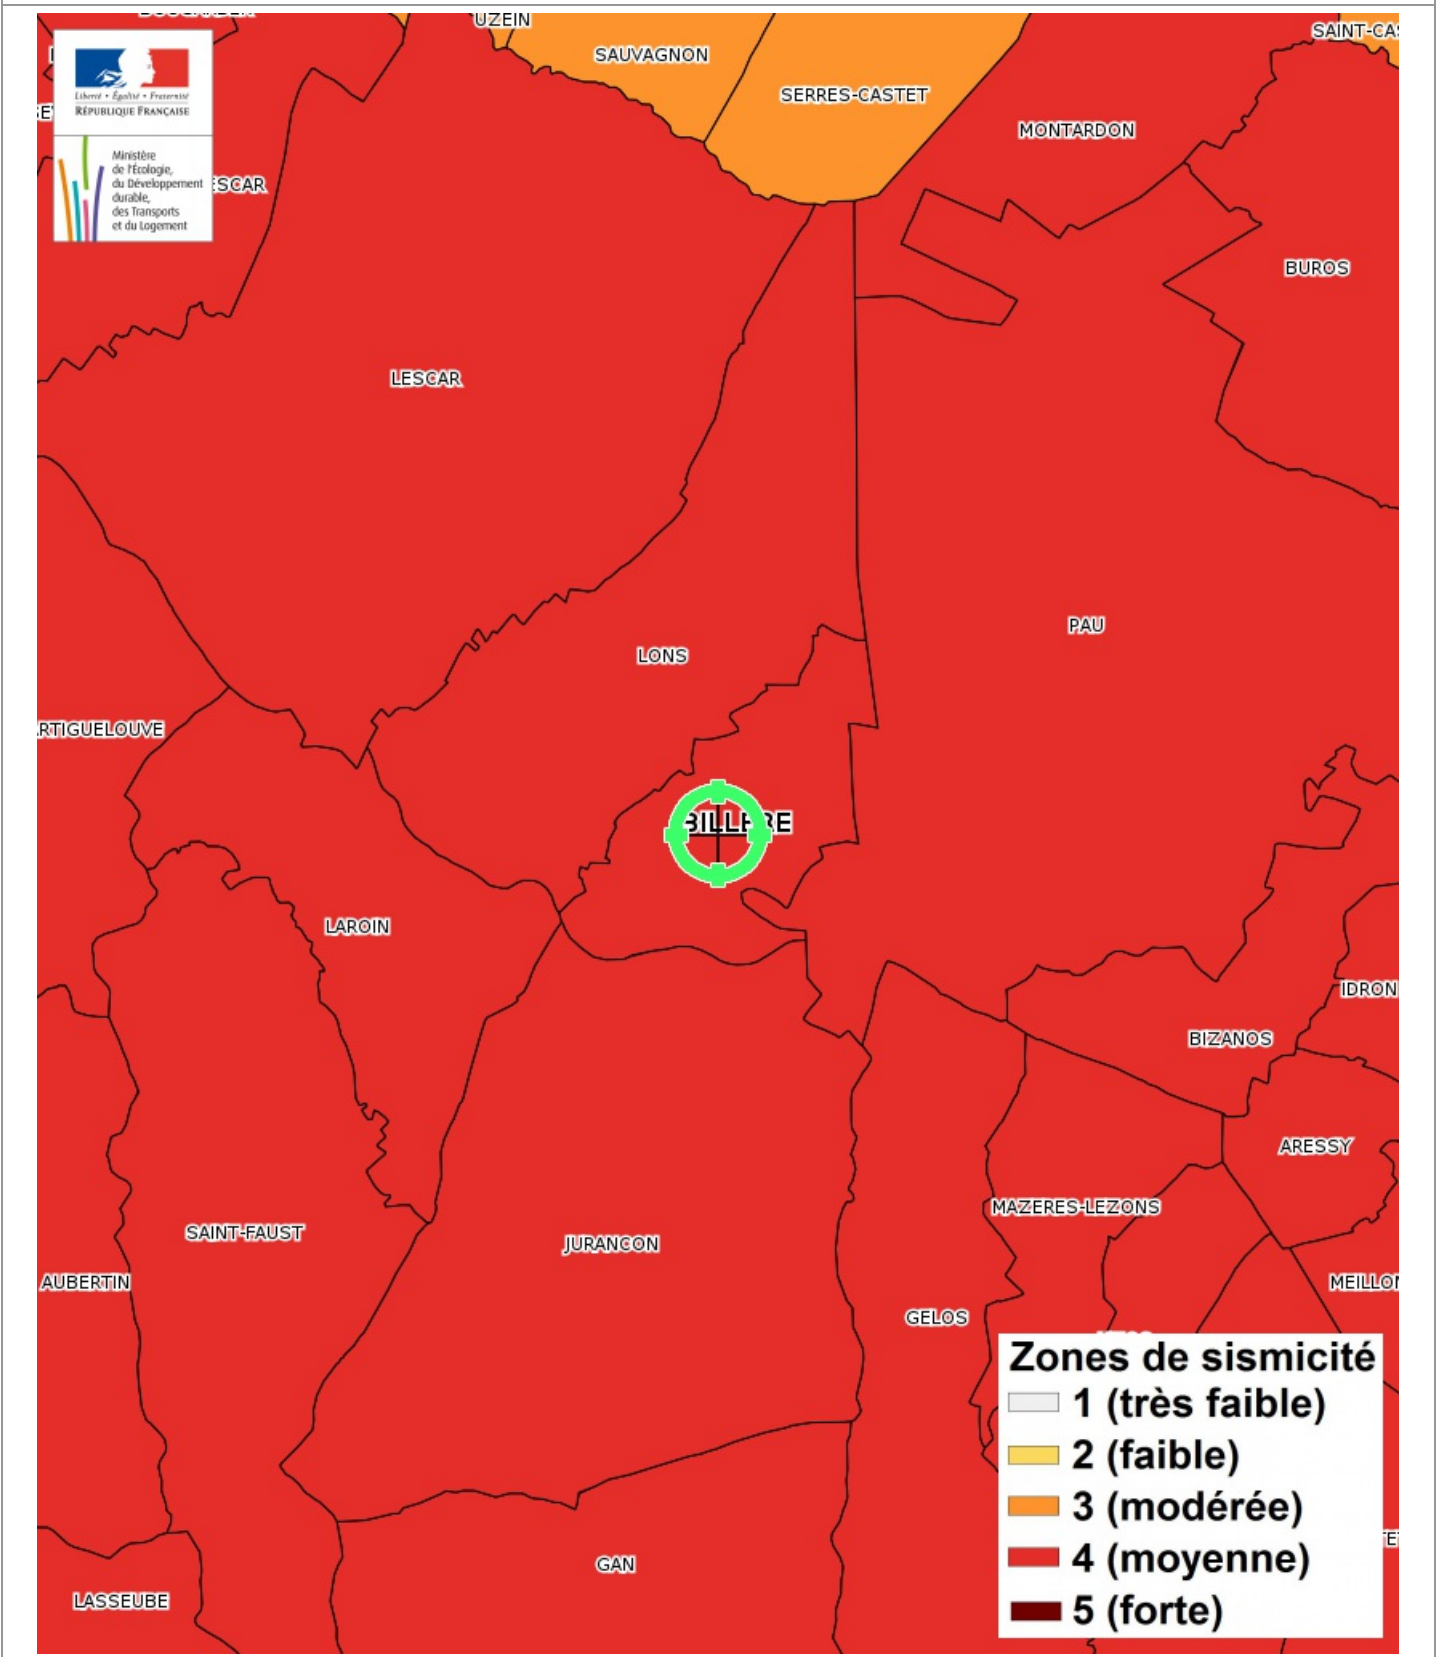 UZEIN
SAINT-CAS
SAUVAGNON
SERRES-CASTET
MONTARDON
Liberté • Égalité • Fraternité
RÉPUBLIQUE FRANÇAISE
Ministère
de l'Écologie,
du Développement
durable,
des Transports
et du Logement
ESCAR
BUROS
LESCAR
PAU
LONS
RTIGUELOUVE
BILLERE
LAROIN
IDRON
BIZANOS
ARESSY
MAZERES-LEZONS
SAINT-FAUST
JURANCON
AUBERTIN
MEILLON
GELOS
Zones de sismicité
1 (très faible)
2 (faible)
3 (modérée)
4 (moyenne)
5 (forte)
GAN
LASSEUBE